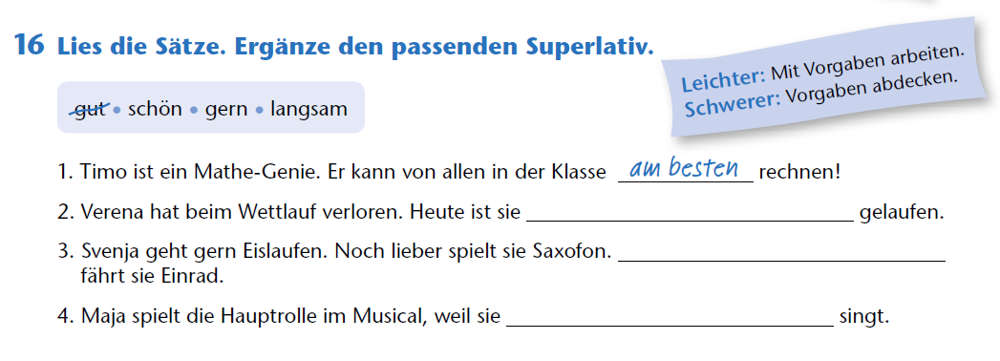 16 Lies die Sätze. Ergänze den passenden Superlativ.
Leichter: Mit Vorgaben arbeiten.
Schwerer: Vorgaben abdecken.
gut • schön • gern • langsam
1. Timo ist ein Mathe-Genie. Er kann von allen in der Klasse am besten rechnen!
2. Verena hat beim Wettlauf verloren. Heute ist sie ____ gelaufen.
3. Svenja geht gern Eislaufen. Noch lieber spielt sie Saxofon. ____
fährt sie Einrad.
4. Maja spielt die Hauptrolle im Musical, weil sie ____ singt.